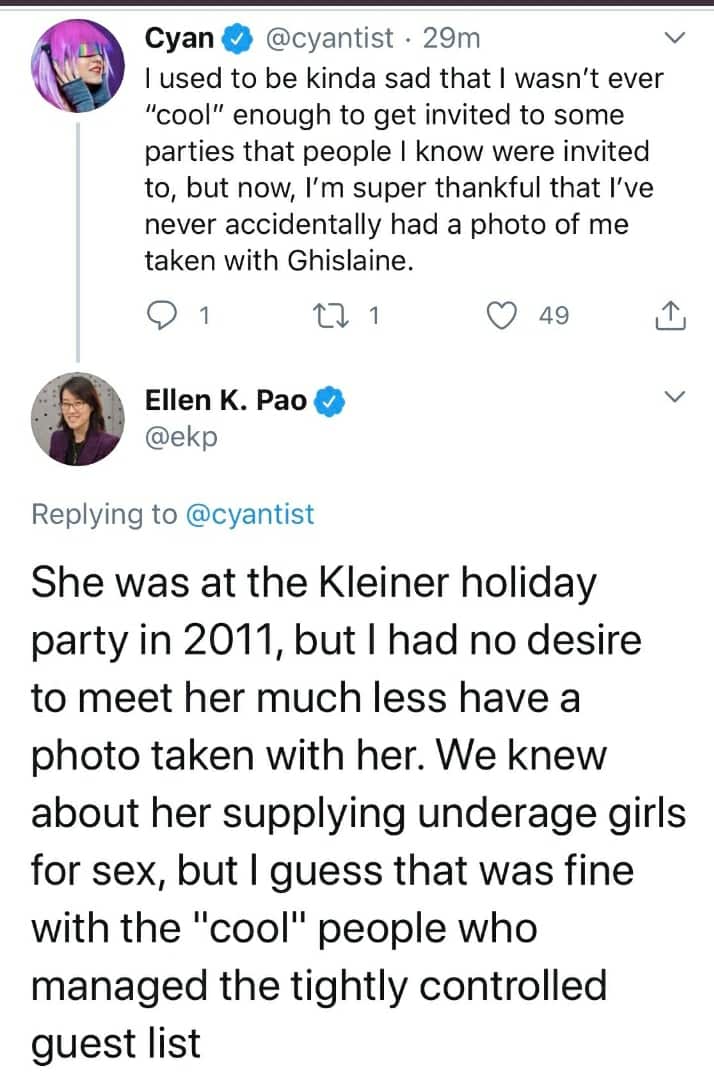 Cyan @cyantist · 29m
I used to be kinda sad that I wasn't ever
"cool" enough to get invited to some
parties that people I know were invited
to, but now, I'm super thankful that I've
never accidentally had a photo of me
taken with Ghislaine.
1 1 49
Ellen K. Pao
@ekp
Replying to @cyantist
She was at the Kleiner holiday
party in 2011, but I had no desire
to meet her much less have a
photo taken with her. We knew
about her supplying underage girls
for sex, but I guess that was fine
with the "cool" people who
managed the tightly controlled
guest list